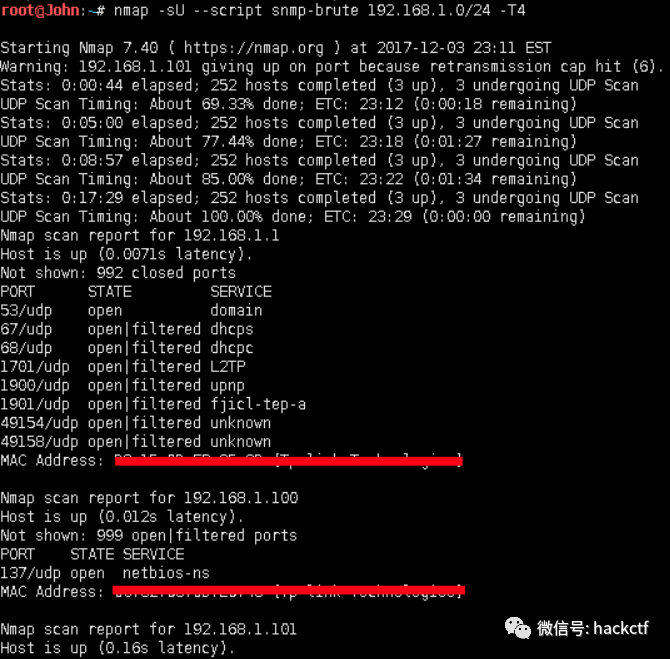 root@John:~# nmap -sU --script snmp-brute 192.168.1.0/24 -T4
Starting Nmap 7.40 ( https://nmap.org ) at 2017-12-03 23:11 EST
Warning: 192.168.1.101 giving up on port because retransmission cap hit (6).
Stats: 0:00:44 elapsed; 252 hosts completed (3 up), 3 undergoing UDP Scan
UDP Scan Timing: About 69.33% done; ETC: 23:12 (0:00:18 remaining)
Stats: 0:05:00 elapsed; 252 hosts completed (3 up), 3 undergoing UDP Scan
UDP Scan Timing: About 77.44% done; ETC: 23:18 (0:01:27 remaining)
Stats: 0:08:57 elapsed; 252 hosts completed (3 up), 3 undergoing UDP Scan
UDP Scan Timing: About 85.00% done; ETC: 23:22 (0:01:34 remaining)
Stats: 0:17:29 elapsed; 252 hosts completed (3 up), 3 undergoing UDP Scan
UDP Scan Timing: About 100.00% done; ETC: 23:29 (0:00:00 remaining)
Nmap scan report for 192.168.1.1
Host is up (0.0071s latency).
Not shown: 992 closed ports
PORT STATE SERVICE
53/udp open domain
67/udp open|filtered dhcps
68/udp open|filtered dhcpc
1701/udp open|filtered L2TP
1900/udp open|filtered upnp
1901/udp open|filtered fjicl-tep-a
49154/udp open|filtered unknown
49158/udp open|filtered unknown
MAC Address:
Nmap scan report for 192.168.1.100
Host is up (0.012s latency).
Not shown: 999 open|filtered ports
PORT STATE SERVICE
137/udp open netbios-ns
MAC Address:
Nmap scan report for 192.168.1.101
Host is up (0.16s latency).
微信号: hackctf